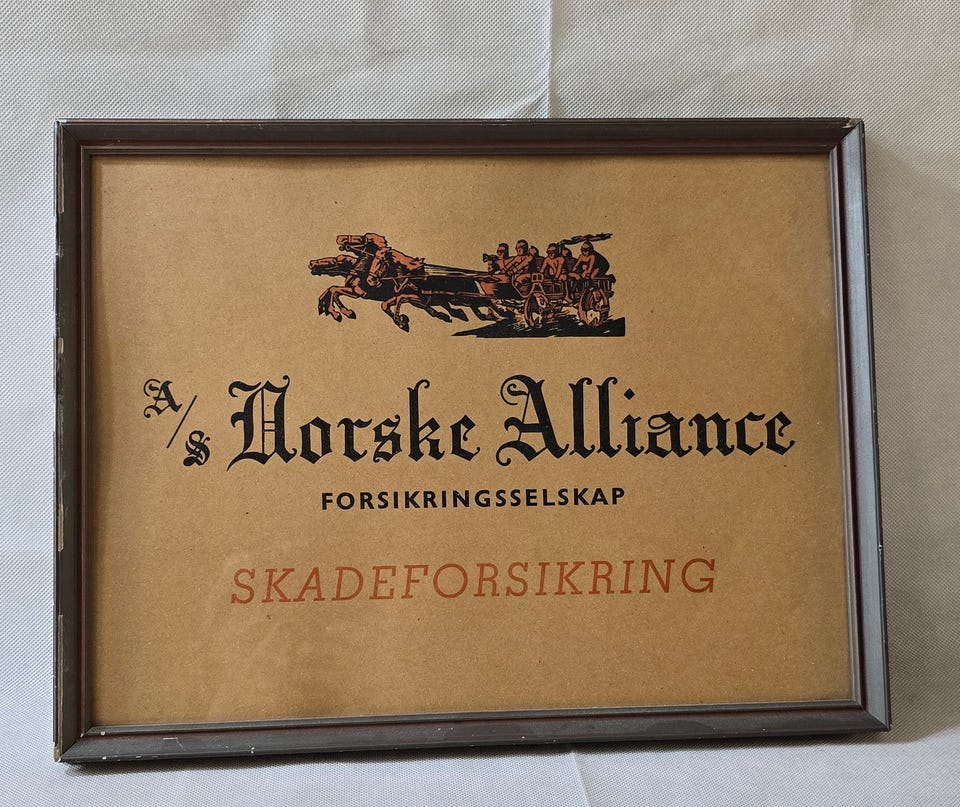 A/S Norske Alliance
FORSIKRINGSSELSKAP
SKADEFORSIKRING